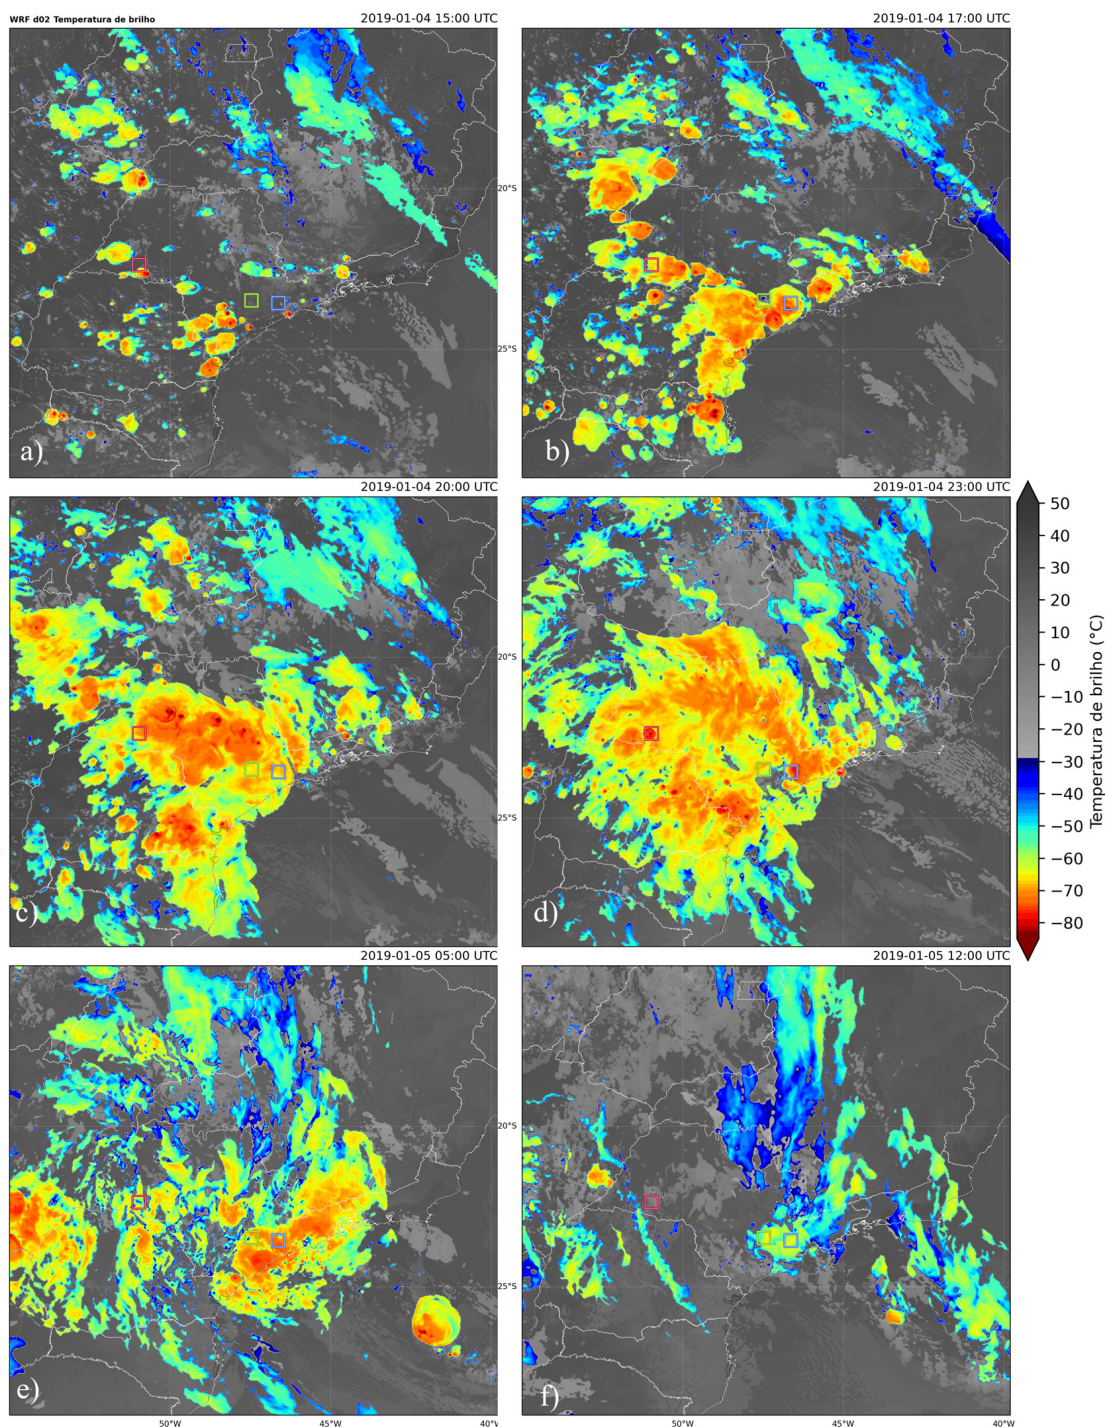 WRF d02 Temperatura de brilho
2019-01-04 15:00 UTC
2019-01-04 17:00 UTC
20°S
25°S
a)
b)
2019-01-04 20:00 UTC
2019-01-04 23:00 UTC
20°S
25°S
c)
d)
50
40
30
20
10
0
−10
−20
−30
−40
−50
−60
−70
−80
Temperatura de brilho (°C)
2019-01-05 05:00 UTC
2019-01-05 12:00 UTC
20°S
25°S
e)
f)
50°W
45°W
40°W
50°W
45°W
40°W